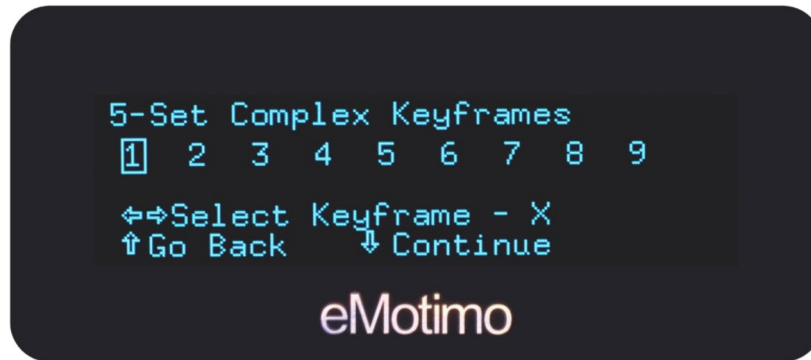 5-Set Complex Keyframes
1 2 3 4 5 6 7 8 9
⇦⇨Select Keyframe - X
⇧Go Back ⇩Continue
eMotimo